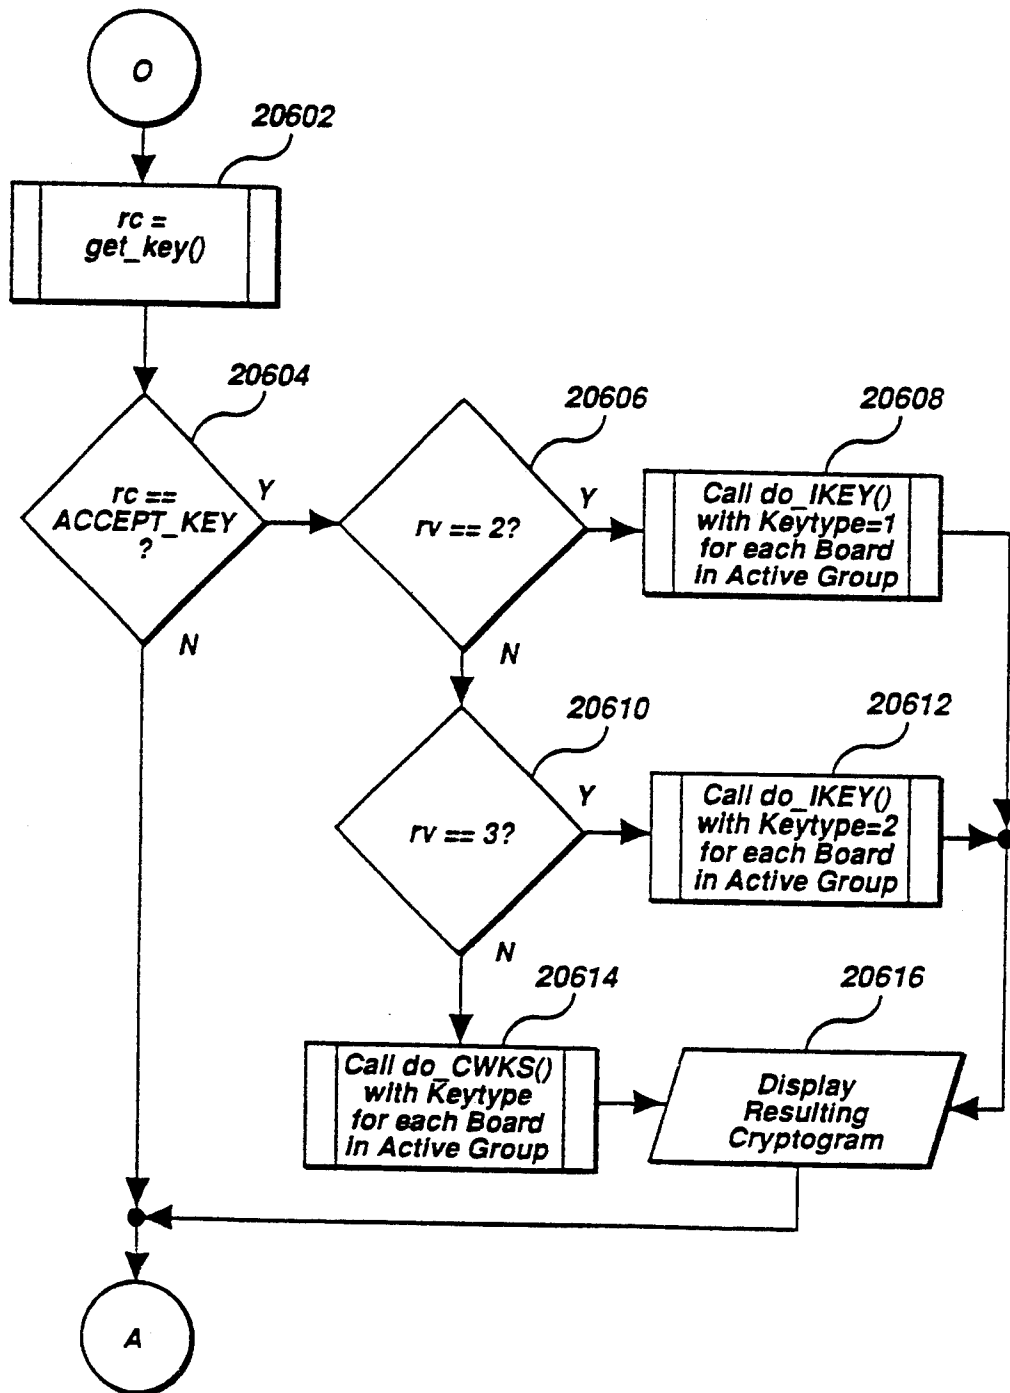 O
20602
rc =
get_key()
20604
rc ==
ACCEPT_KEY
?
Y
N
20606
rv == 2?
Y
N
20608
Call do_IKEY()
with Keytype=1
for each Board
in Active Group
20610
rv == 3?
Y
N
20612
Call do_IKEY()
with Keytype=2
for each Board
in Active Group
20614
Call do_CWKS()
with Keytype
for each Board
in Active Group
20616
Display
Resulting
Cryptogram
A